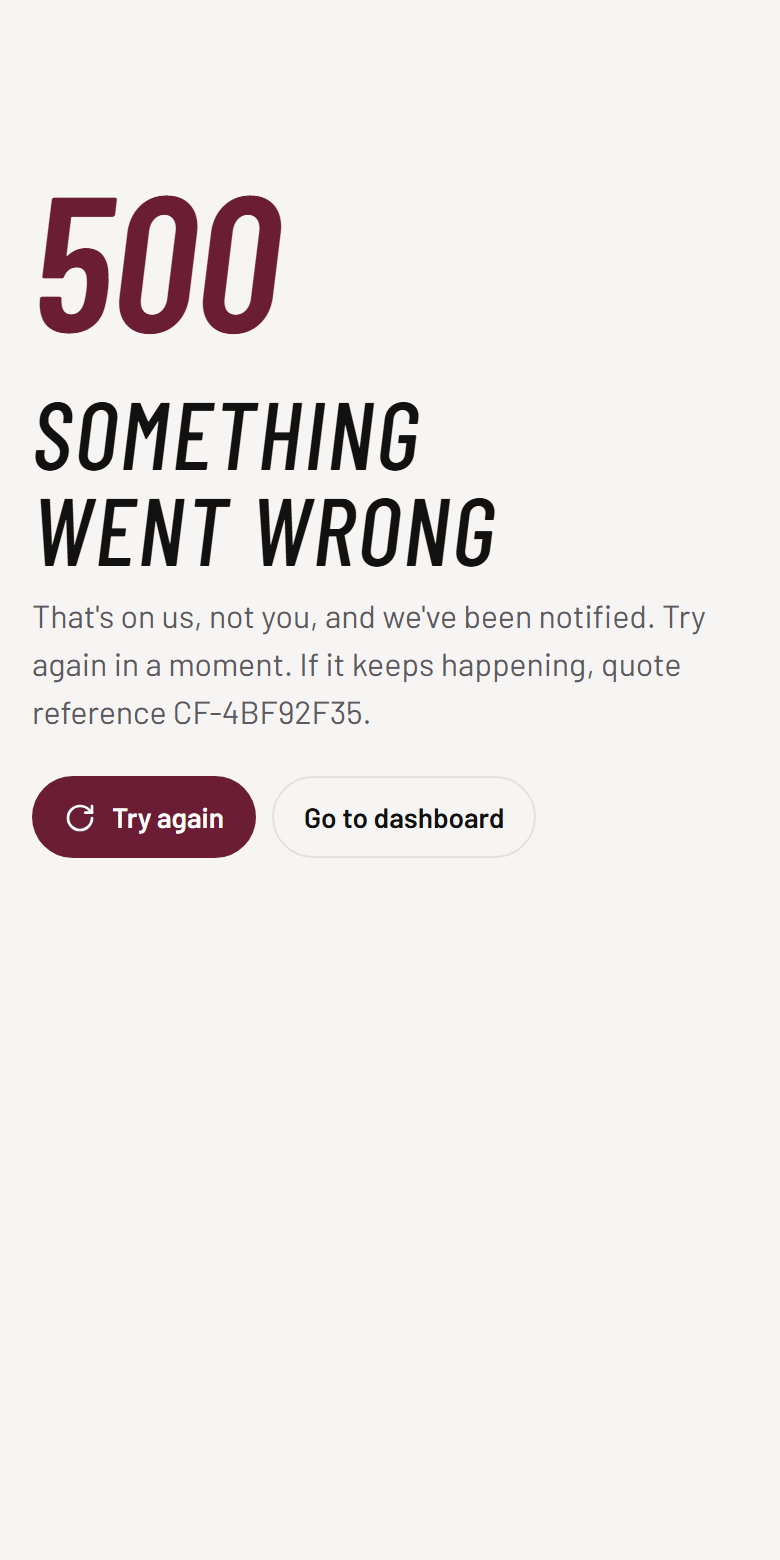 500
SOMETHING
WENT WRONG
That's on us, not you, and we've been notified. Try
again in a moment. If it keeps happening, quote
reference CF-4BF92F35.
Try again
Go to dashboard